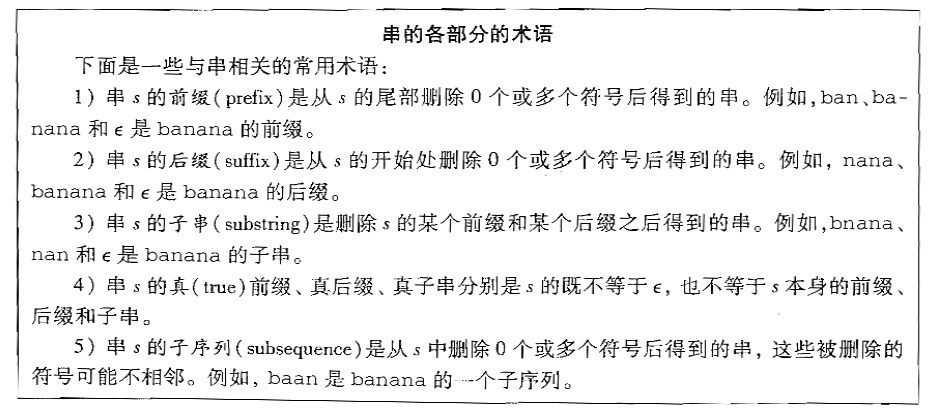 串的各部分的术语
下面是一些与串相关的常用术语：
1) 串 s 的前缀(prefix)是从 s 的尾部删除 0 个或多个符号后得到的串。例如,ban、ba-
nana 和 ϵ 是 banana 的前缀。
2) 串 s 的后缀(suffix)是从 s 的开始处删除 0 个或多个符号后得到的串。例如, nana、
banana 和 ϵ 是 banana 的后缀。
3) 串 s 的子串(substring)是删除 s 的某个前缀和某个后缀之后得到的串。例如,bnana、
nan 和 ϵ 是 banana 的子串。
4) 串 s 的真(true)前缀、真后缀、真子串分别是 s 的既不等于 ϵ, 也不等于 s 本身的前缀、
后缀和子串。
5) 串 s 的子序列(subsequence)是从 s 中删除 0 个或多个符号后得到的串, 这些被删除的
符号可能不相邻。例如, baan 是 banana 的一个子序列。